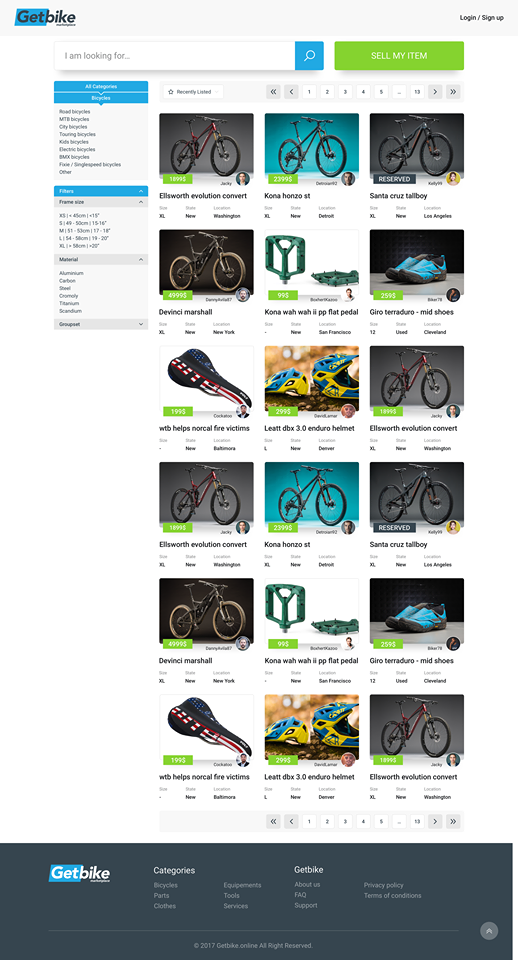 Getbike
marketplace
Login / Sign up
I am looking for...
SELL MY ITEM
All Categories
Bicycles
Road bicycles
MTB bicycles
City bicycles
Touring bicycles
Kids bicycles
Electric bicycles
BMX bicycles
Fixie / Singlespeed bicycles
Other
Filters
Frame size
XS | < 45cm | <15"
S | 49 - 50cm | 15-16"
M | 51 - 53cm | 17 - 18"
L | 54 - 58cm | 19 - 20"
XL | > 58cm | >20"
Material
Aluminium
Carbon
Steel
Cromoly
Titanium
Scandium
Groupset
Recently Listed
1 2 3 4 5 ... 13
1899$ Jacky
Ellsworth evolution convert
Size State Location
XL New Washington
2399$ Detroian92
Kona honzo st
Size State Location
XL New Detroit
RESERVED Kelly99
Santa cruz tallboy
Size State Location
XL New Los Angeles
4999$ DannyAvila87
Devinci marshall
Size State Location
XL New New York
99$ BoxhertKazoo
Kona wah wah ii pp flat pedal
Size State Location
- New San Francisco
259$ Biker78
Giro terraduro - mid shoes
Size State Location
12 Used Cleveland
199$ Cockatoo
wtb helps norcal fire victims
Size State Location
- New Baltimora
299$ DavidLamar
Leatt dbx 3.0 enduro helmet
Size State Location
L New Denver
1899$ Jacky
Ellsworth evolution convert
Size State Location
XL New Washington
1899$ Jacky
Ellsworth evolution convert
Size State Location
XL New Washington
2399$ Detroian92
Kona honzo st
Size State Location
XL New Detroit
RESERVED Kelly99
Santa cruz tallboy
Size State Location
XL New Los Angeles
4999$ DannyAvila87
Devinci marshall
Size State Location
XL New New York
99$ BoxhertKazoo
Kona wah wah ii pp flat pedal
Size State Location
- New San Francisco
259$ Biker78
Giro terraduro - mid shoes
Size State Location
12 Used Cleveland
199$ Cockatoo
wtb helps norcal fire victims
Size State Location
- New Baltimora
299$ DavidLamar
Leatt dbx 3.0 enduro helmet
Size State Location
L New Denver
1899$ Jacky
Ellsworth evolution convert
Size State Location
XL New Washington
1 2 3 4 5 ... 13
Getbike
marketplace
Categories
Bicycles
Parts
Clothes
Equipements
Tools
Services
Getbike
About us
FAQ
Support
Privacy policy
Terms of conditions
© 2017 Getbike.online All Right Reserved.